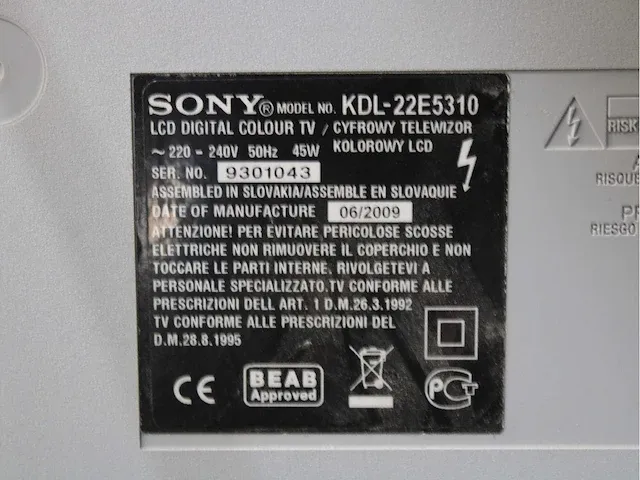 SONY® MODEL NO. KDL-22E5310
LCD DIGITAL COLOUR TV / CYFROWY TELEWIZOR
KOLOROWY LCD
~ 220 - 240V 50Hz 45W
SER. NO. 9301043
ASSEMBLED IN SLOVAKIA/ASSEMBLE EN SLOVAQUIE
DATE OF MANUFACTURE 06/2009
ATTENZIONE! PER EVITARE PERICOLOSE SCOSSE
ELETTRICHE NON RIMUOVERE IL COPERCHIO E NON
TOCCARE LE PARTI INTERNE. RIVOLGETEVI A
PERSONALE SPECIALIZZATO.TV CONFORME ALLE
PRESCRIZIONI DELL ART. 1 D.M.26.3.1992
TV CONFORME ALLE PRESCRIZIONI DEL
D.M.28.8.1995
CE
BEAB
Approved
RISK
RISQUE
RIESGO